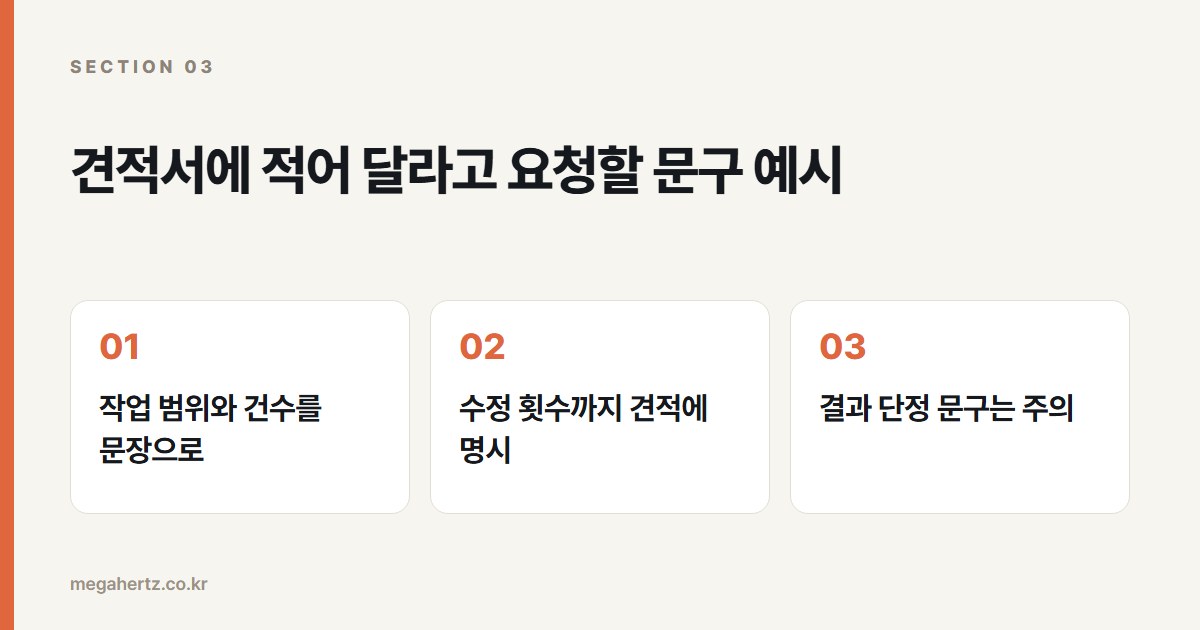 SECTION 03
견적서에 적어 달라고 요청할 문구 예시
01
작업 범위와 건수를
문장으로
02
수정 횟수까지 견적에
명시
03
결과 단정 문구는 주의
megahertz.co.kr